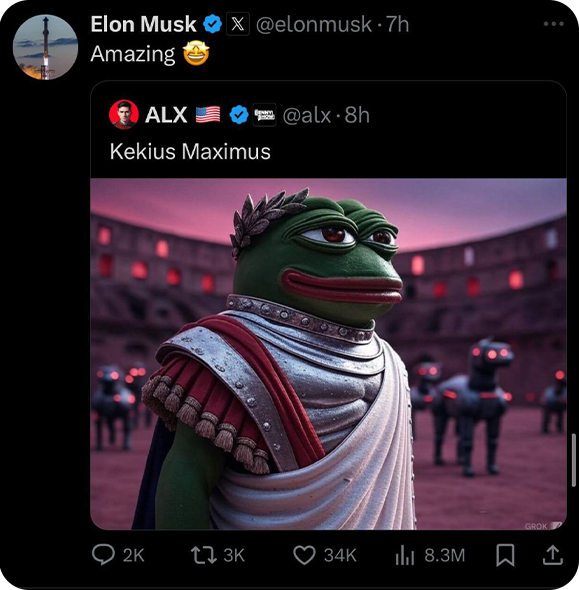 Elon Musk X @elonmusk · 7h
Amazing 🤩
ALX 🇺🇸 @alx · 8h
Kekius Maximus
GROK
2K 3K 34K 8.3M